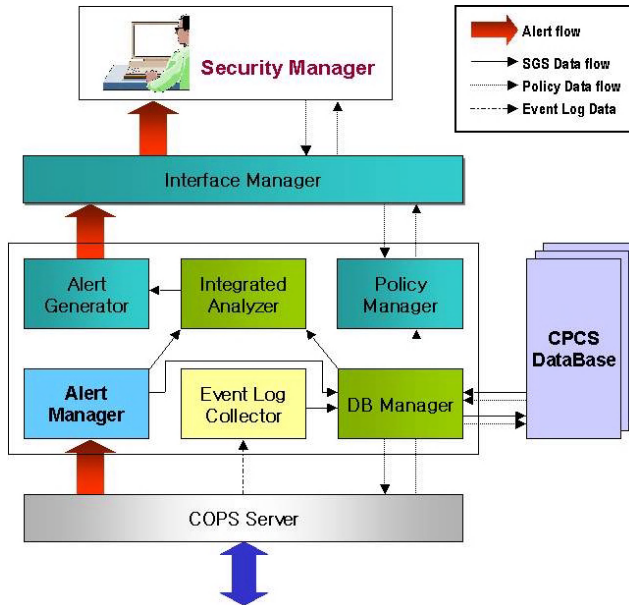 Security Manager
Alert flow
SGS Data flow
Policy Data flow
Event Log Data
Interface Manager
Alert
Generator
Integrated
Analyzer
Policy
Manager
CPCS
DataBase
Alert
Manager
Event Log
Collector
DB Manager
COPS Server